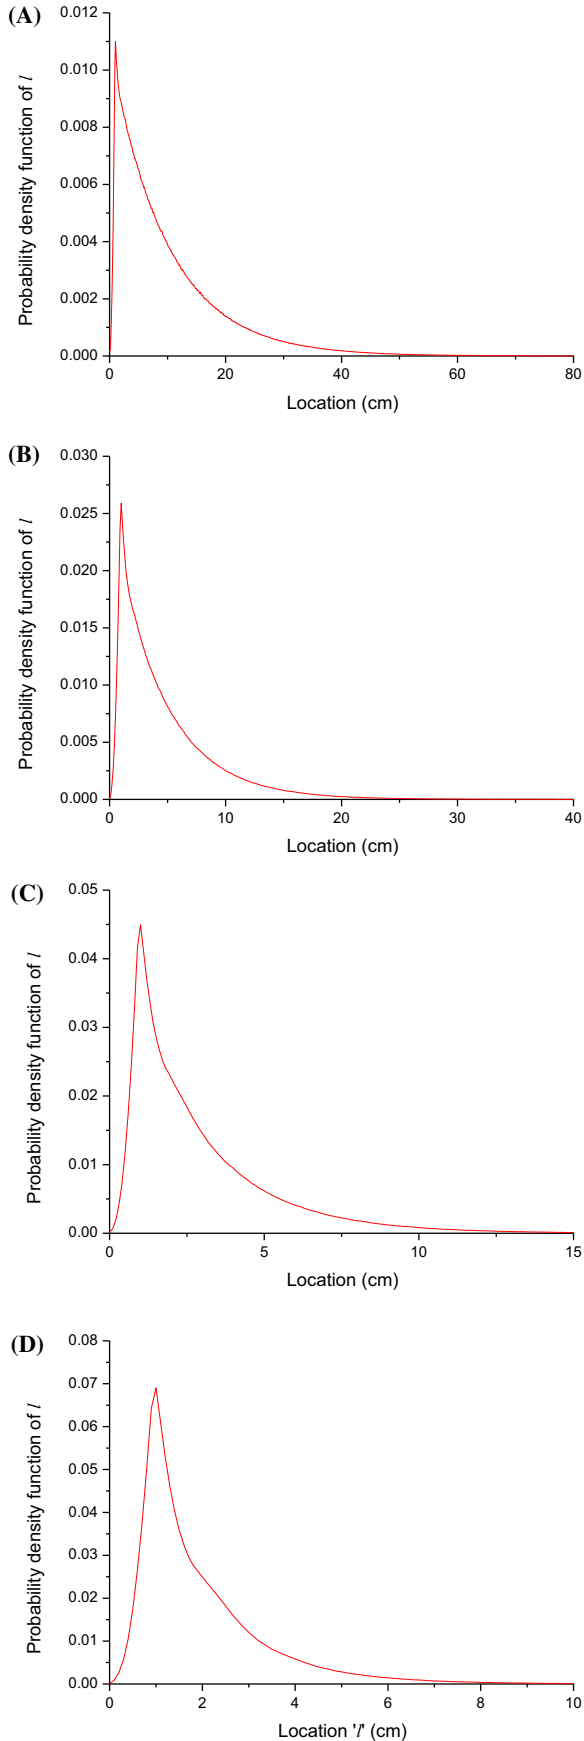 (A)
Probability density function of l
0.012
0.010
0.008
0.006
0.004
0.002
0.000
0 20 40 60 80
Location (cm)
(B)
Probability density function of l
0.030
0.025
0.020
0.015
0.010
0.005
0.000
0 10 20 30 40
Location (cm)
(C)
Probability density function of l
0.05
0.04
0.03
0.02
0.01
0.00
0 5 10 15
Location (cm)
(D)
Probability density function of l
0.08
0.07
0.06
0.05
0.04
0.03
0.02
0.01
0.00
0 2 4 6 8 10
Location 'l' (cm)